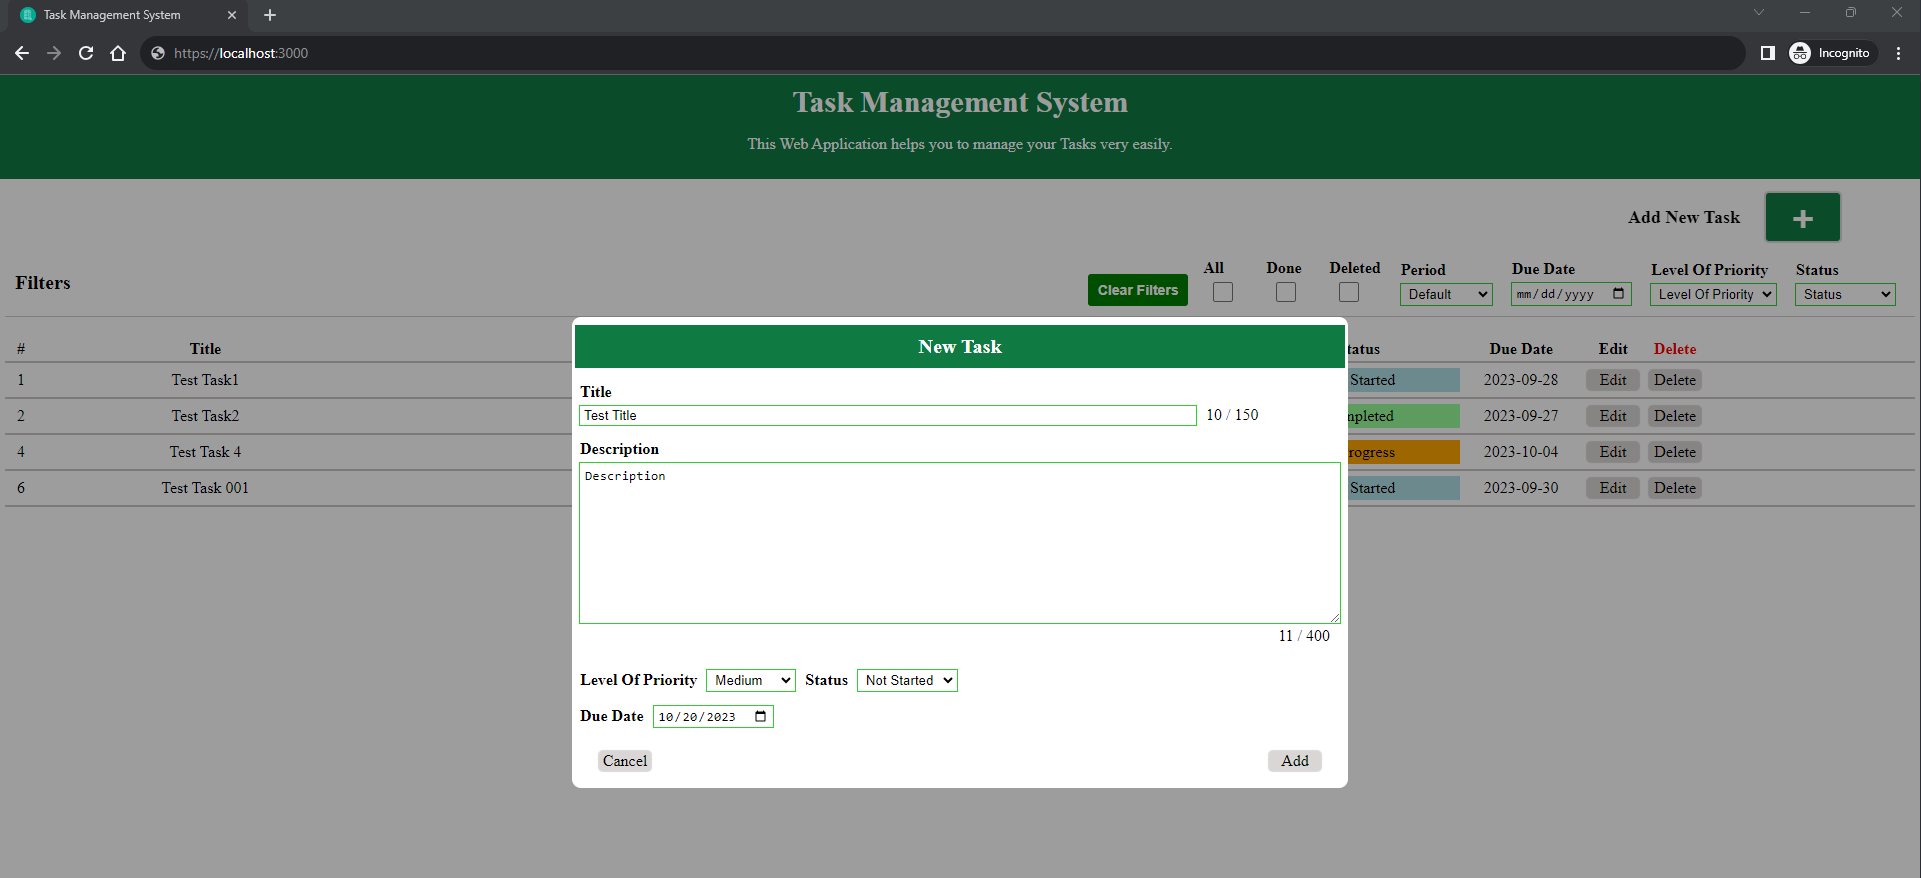 Task Management System
https://localhost:3000
Incognito
Task Management System
This Web Application helps you to manage your Tasks very easily.
Add New Task
+
Filters
Clear Filters
All
Done
Deleted
Period
Default
Due Date
mm/dd/yyyy
Level Of Priority
Level Of Priority
Status
Status
# Title tatus Due Date Edit Delete
1 Test Task1 Started 2023-09-28 Edit Delete
2 Test Task2 mpleted 2023-09-27 Edit Delete
4 Test Task 4 rogress 2023-10-04 Edit Delete
6 Test Task 001 Started 2023-09-30 Edit Delete
New Task
Title
Test Title 10 / 150
Description
Description
11 / 400
Level Of Priority Medium Status Not Started
Due Date 10/20/2023
Cancel Add